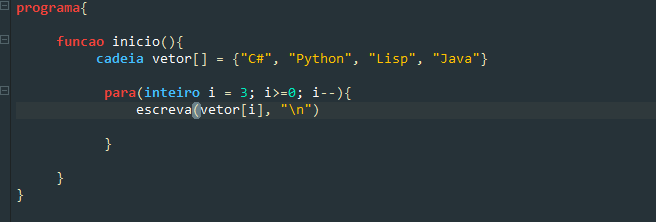 programa{
funcao inicio(){
cadeia vetor[] = {"C#", "Python", "Lisp", "Java"}
para(inteiro i = 3; i>=0; i--){
escreva(vetor[i], "\n")
}
}
}